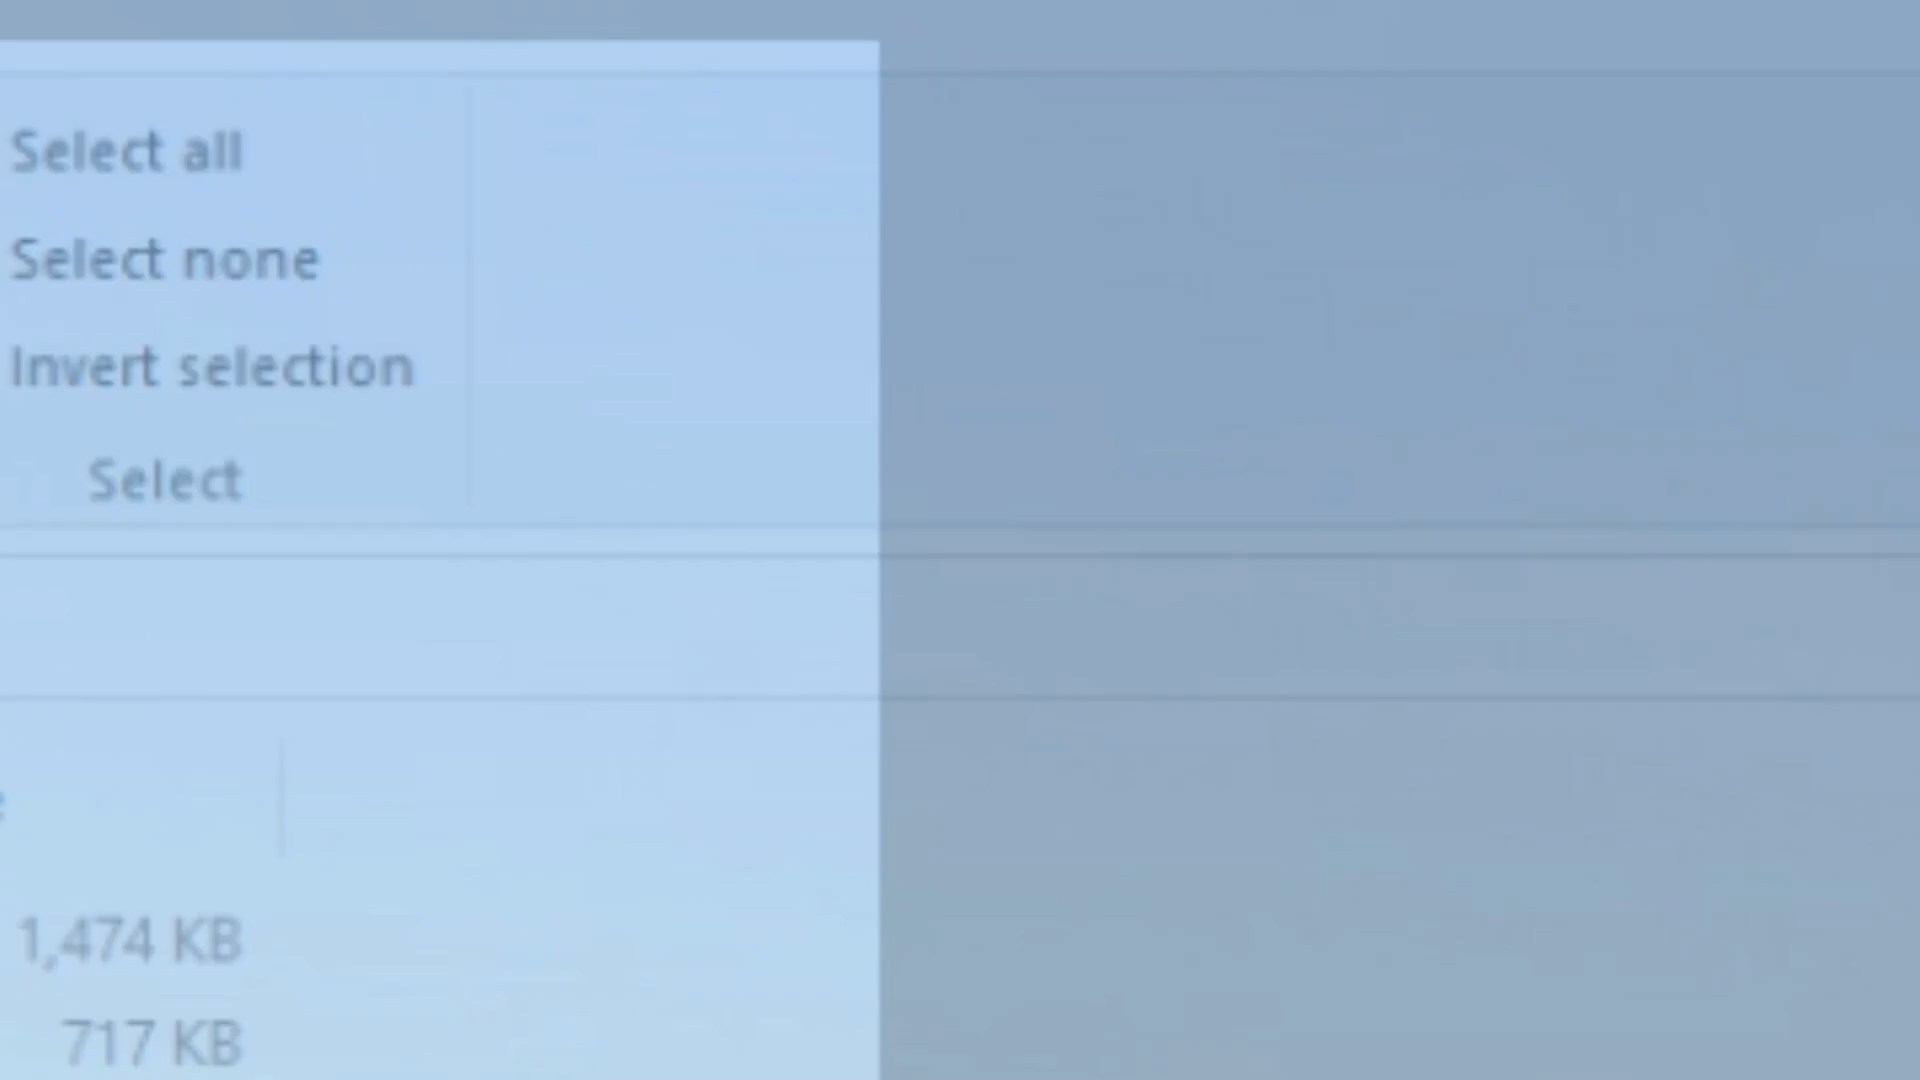 Select all
Select none
Invert selection
Select
1,474 KB
717 KB